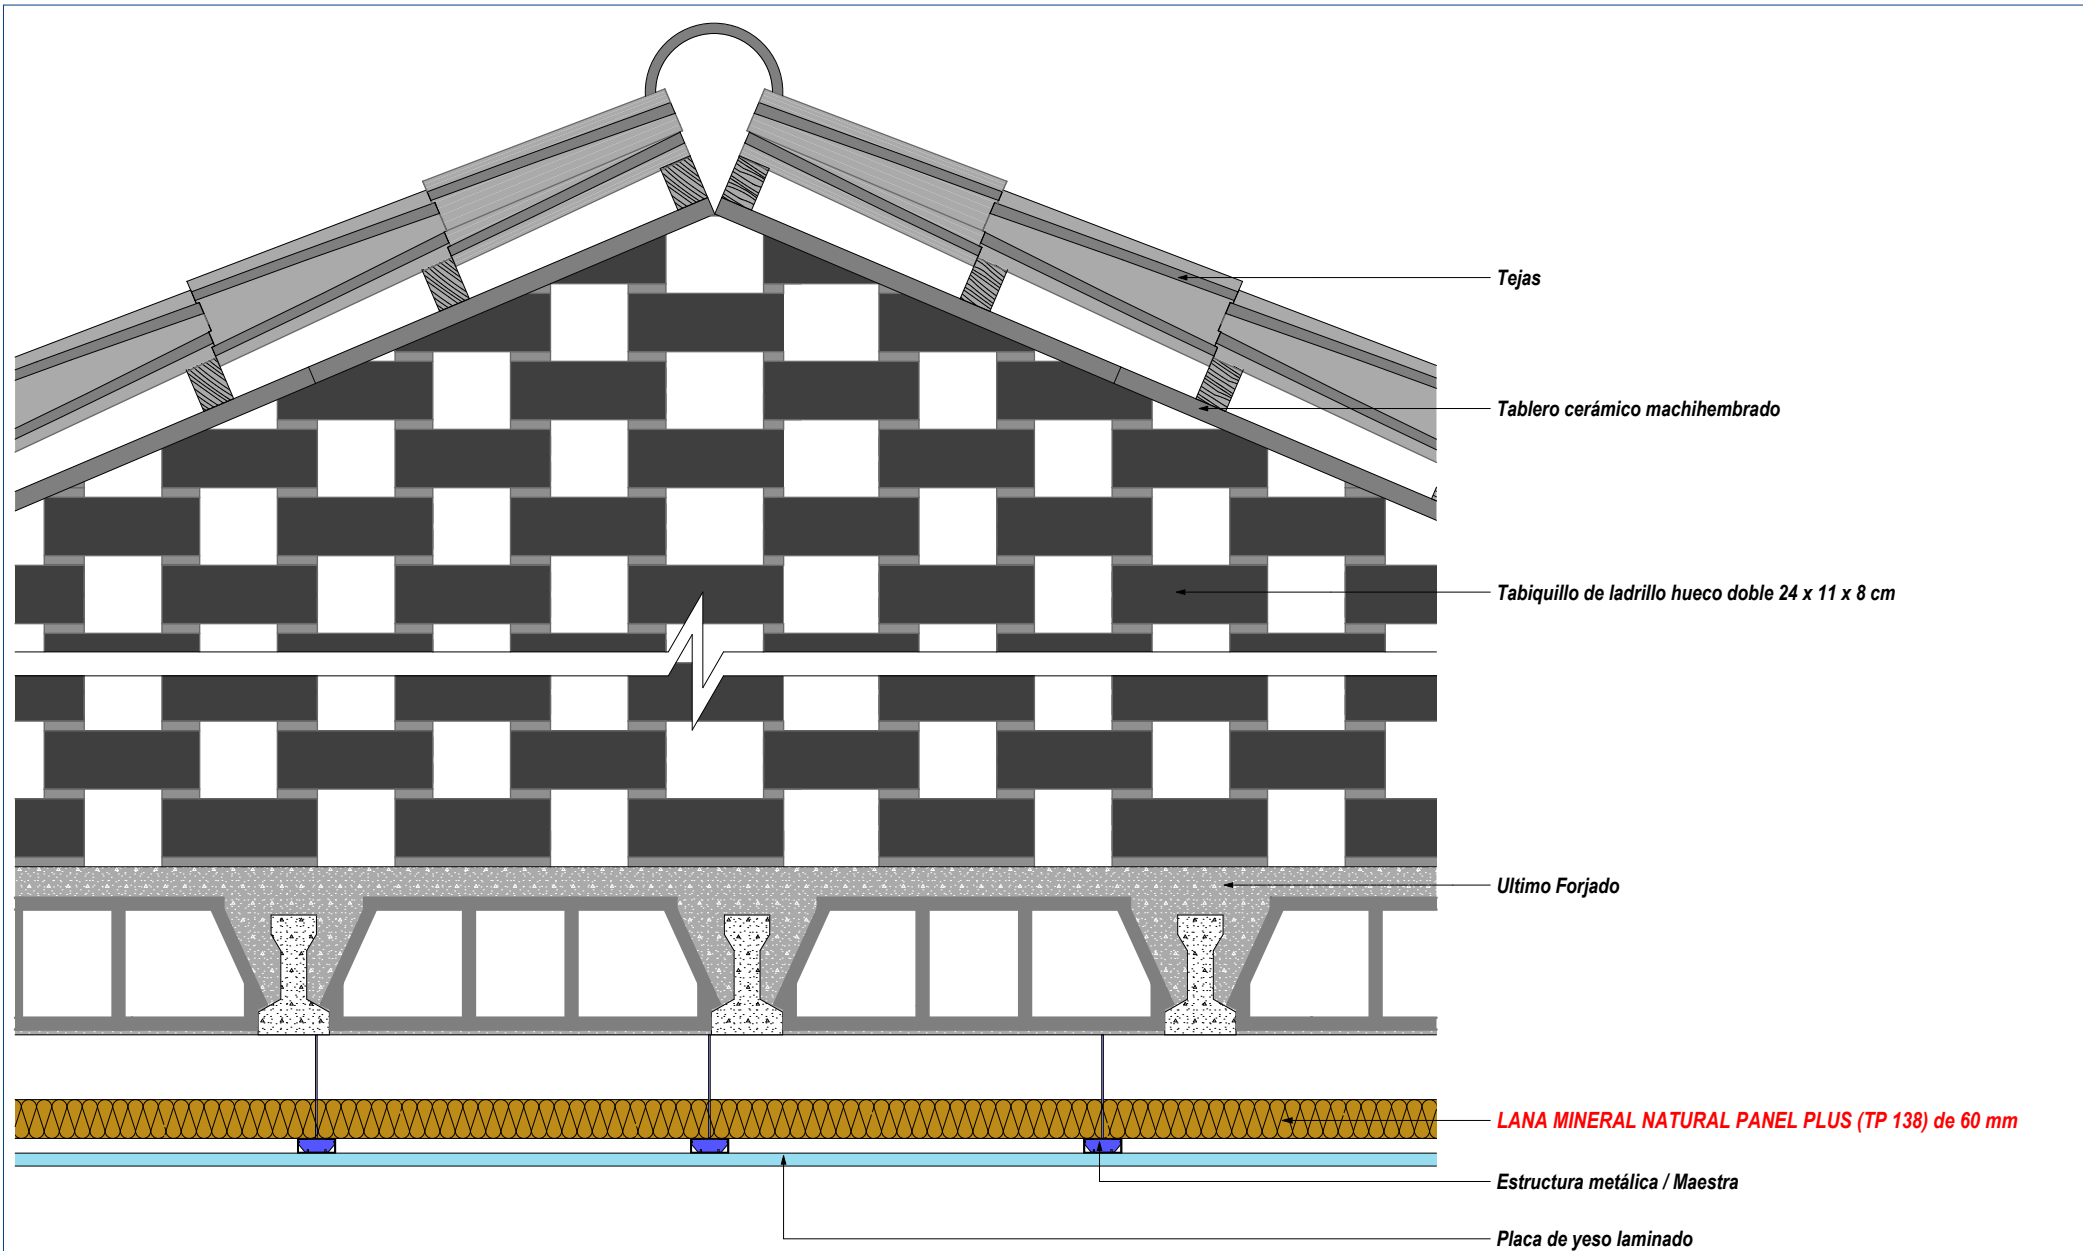 Tejas
Tablero cerámico machihembrado
Tabiquillo de ladrillo hueco doble 24 x 11 x 8 cm
Ultimo Forjado
LANA MINERAL NATURAL PANEL PLUS (TP 138) de 60 mm
Estructura metálica / Maestra
Placa de yeso laminado